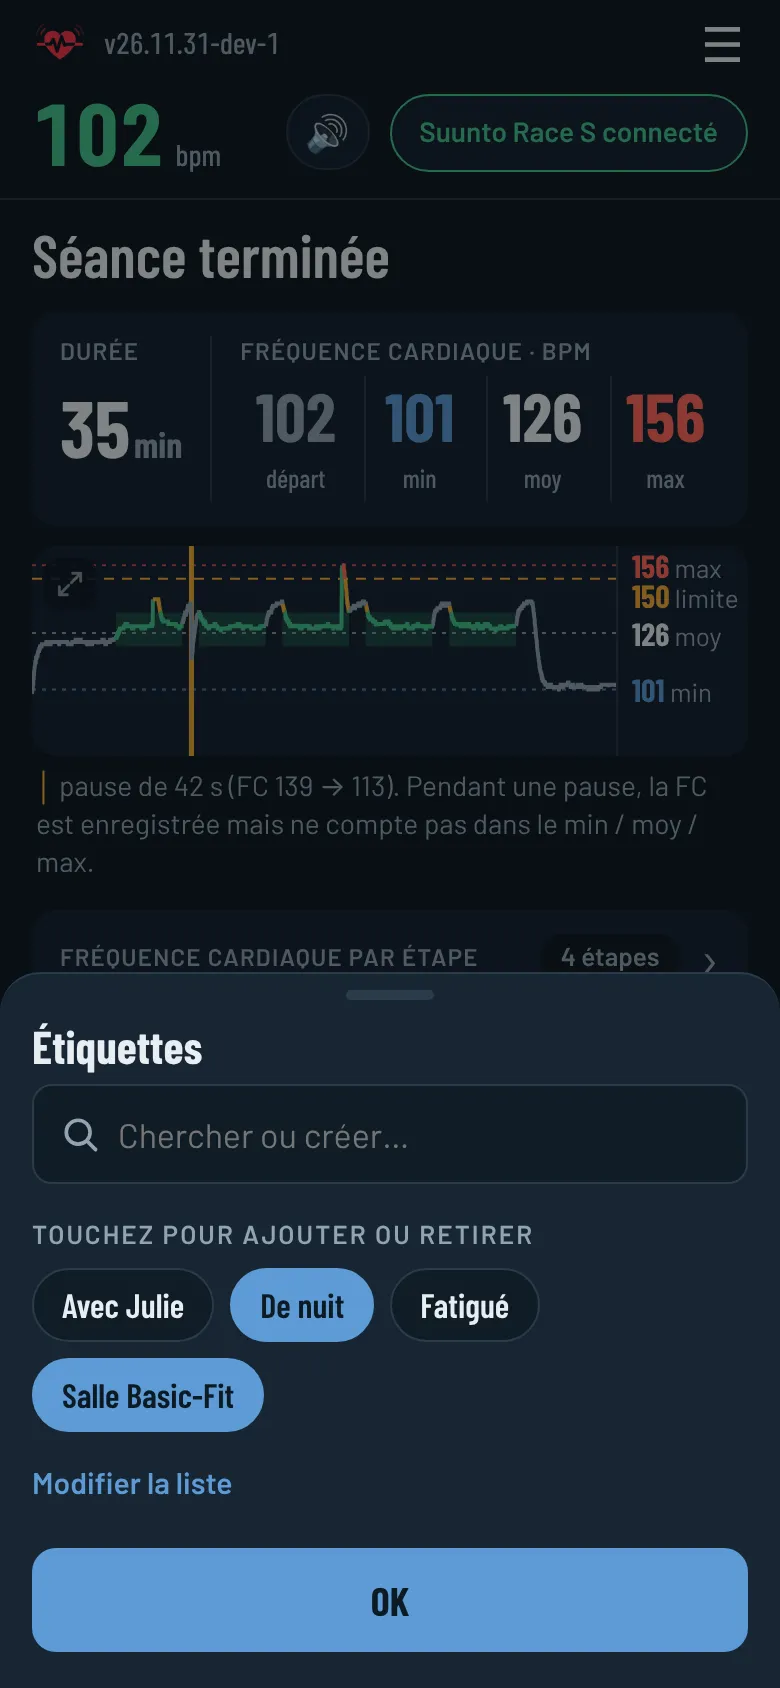 v26.11.31-dev-1
102 bpm
Suunto Race S connecté
Séance terminée
DURÉE
35 min
FRÉQUENCE CARDIAQUE · BPM
102 101 126 156
départ min moy max
156 max
150 limite
126 moy
101 min
pause de 42 s (FC 139 → 113). Pendant une pause, la FC
est enregistrée mais ne compte pas dans le min / moy /
max.
FRÉQUENCE CARDIAQUE PAR ÉTAPE 4 étapes
Étiquettes
Chercher ou créer...
TOUCHEZ POUR AJOUTER OU RETIRER
Avec Julie De nuit Fatigué
Salle Basic-Fit
Modifier la liste
OK